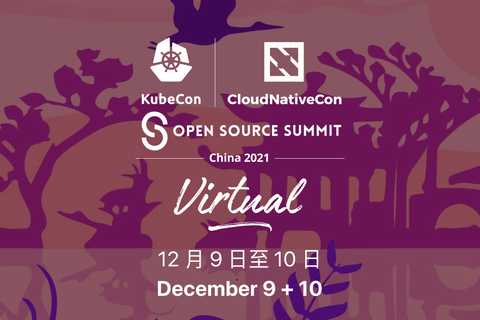 KubeCon CloudNativeCon
OPEN SOURCE SUMMIT
China 2021
Virtual
12 月 9 日至 10 日
December 9 + 10